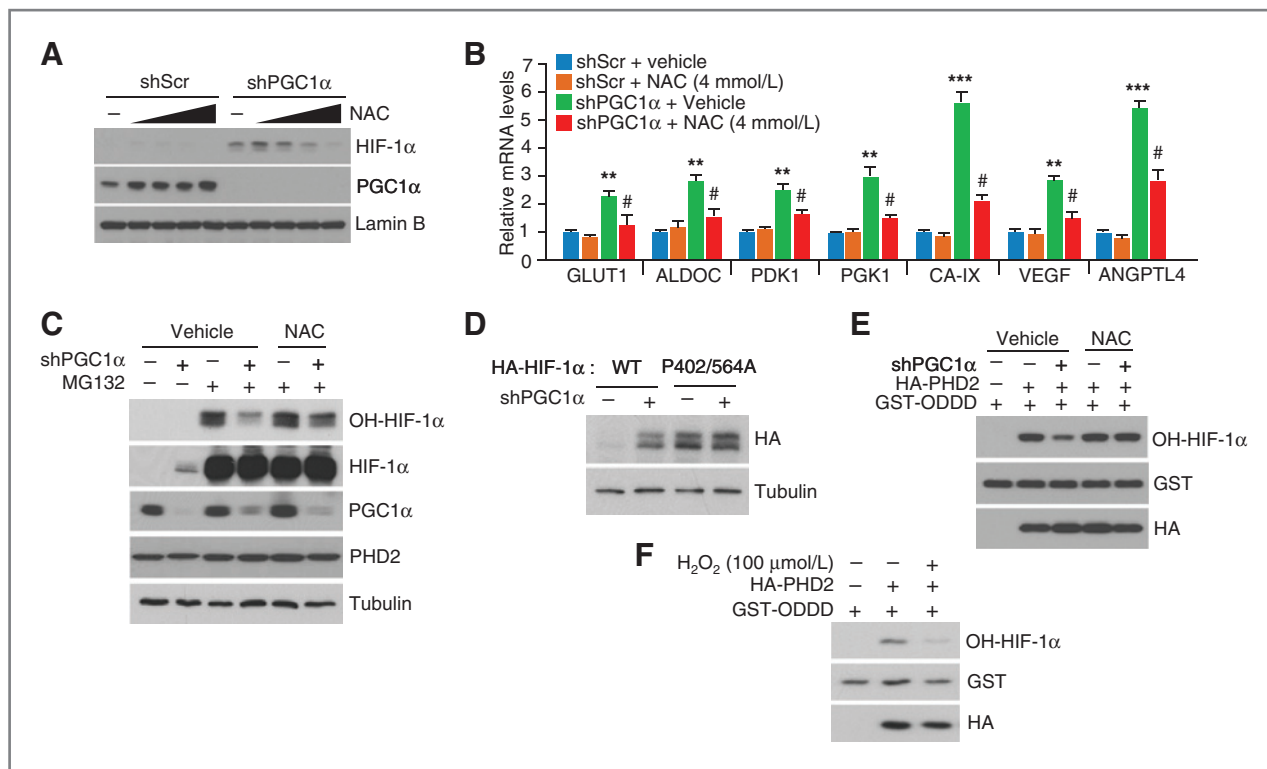 A
shScr shPGC1α
– – NAC
HIF-1α
PGC1α
Lamin B
B
shScr + vehicle
shScr + NAC (4 mmol/L)
shPGC1α + Vehicle
shPGC1α + NAC (4 mmol/L)
Relative mRNA levels
7
6
5
4
3
2
1
0
** # ** # ** # ** # *** # ** # *** #
GLUT1 ALDOC PDK1 PGK1 CA-IX VEGF ANGPTL4
C
Vehicle NAC
shPGC1α – + – + – +
MG132 – – + + + +
OH-HIF-1α
HIF-1α
PGC1α
PHD2
Tubulin
D
HA-HIF-1α : WT P402/564A
shPGC1α – + – +
HA
Tubulin
E
Vehicle NAC
shPGC1α – – + – +
HA-PHD2 – + + + +
GST-ODDD + + + + +
OH-HIF-1α
GST
HA
F
H₂O₂ (100 μmol/L) – – +
HA-PHD2 – + +
GST-ODDD + + +
OH-HIF-1α
GST
HA